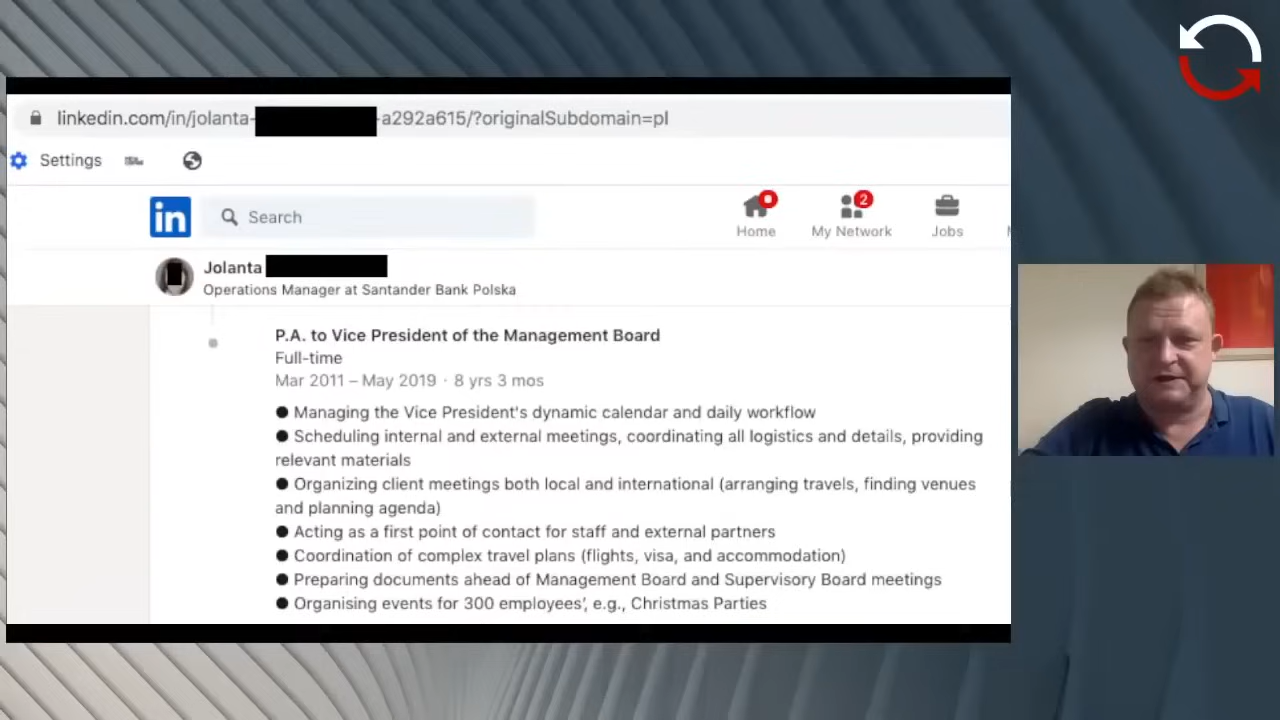 linkedin.com/in/jolanta- -a292a615/?originalSubdomain=pl
Settings
in
Search
2
Home
My Network
Jobs
Jolanta
Operations Manager at Santander Bank Polska
P.A. to Vice President of the Management Board
Full-time
Mar 2011 – May 2019 · 8 yrs 3 mos
● Managing the Vice President's dynamic calendar and daily workflow
● Scheduling internal and external meetings, coordinating all logistics and details, providing
relevant materials
● Organizing client meetings both local and international (arranging travels, finding venues
and planning agenda)
● Acting as a first point of contact for staff and external partners
● Coordination of complex travel plans (flights, visa, and accommodation)
● Preparing documents ahead of Management Board and Supervisory Board meetings
● Organising events for 300 employees’, e.g., Christmas Parties